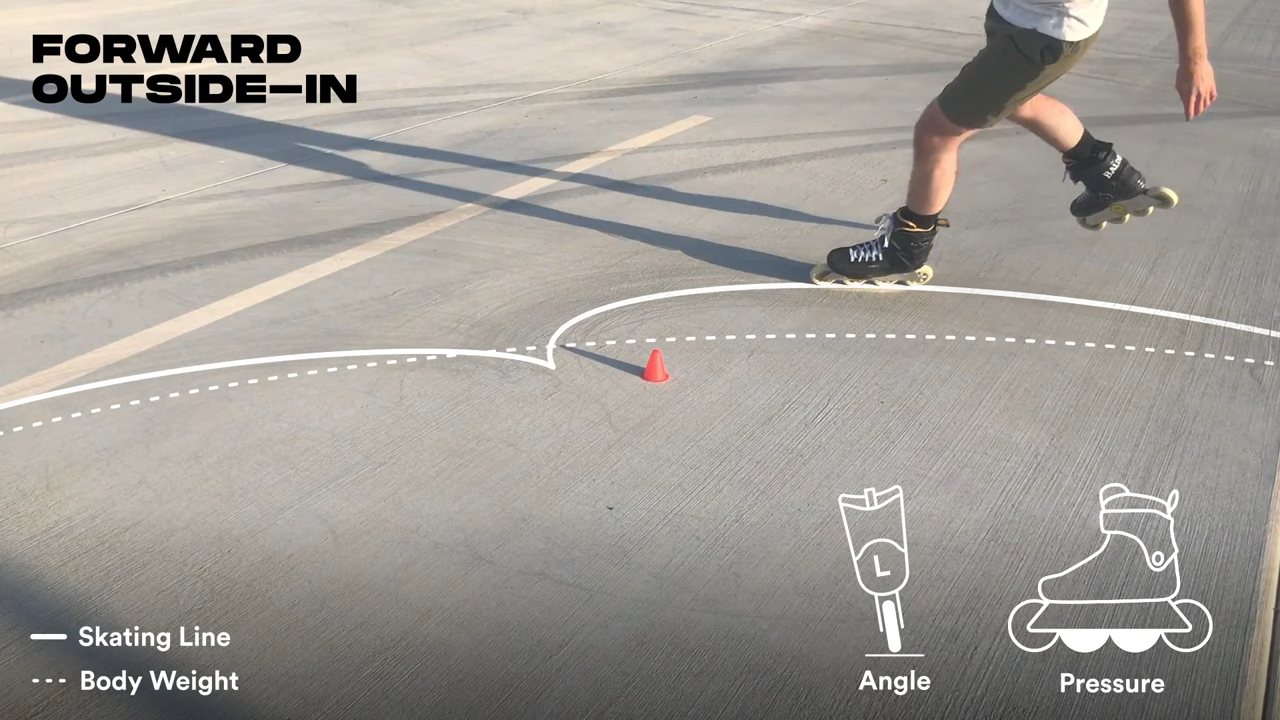 FORWARD
OUTSIDE—IN
L
Skating Line
Body Weight
Angle
Pressure